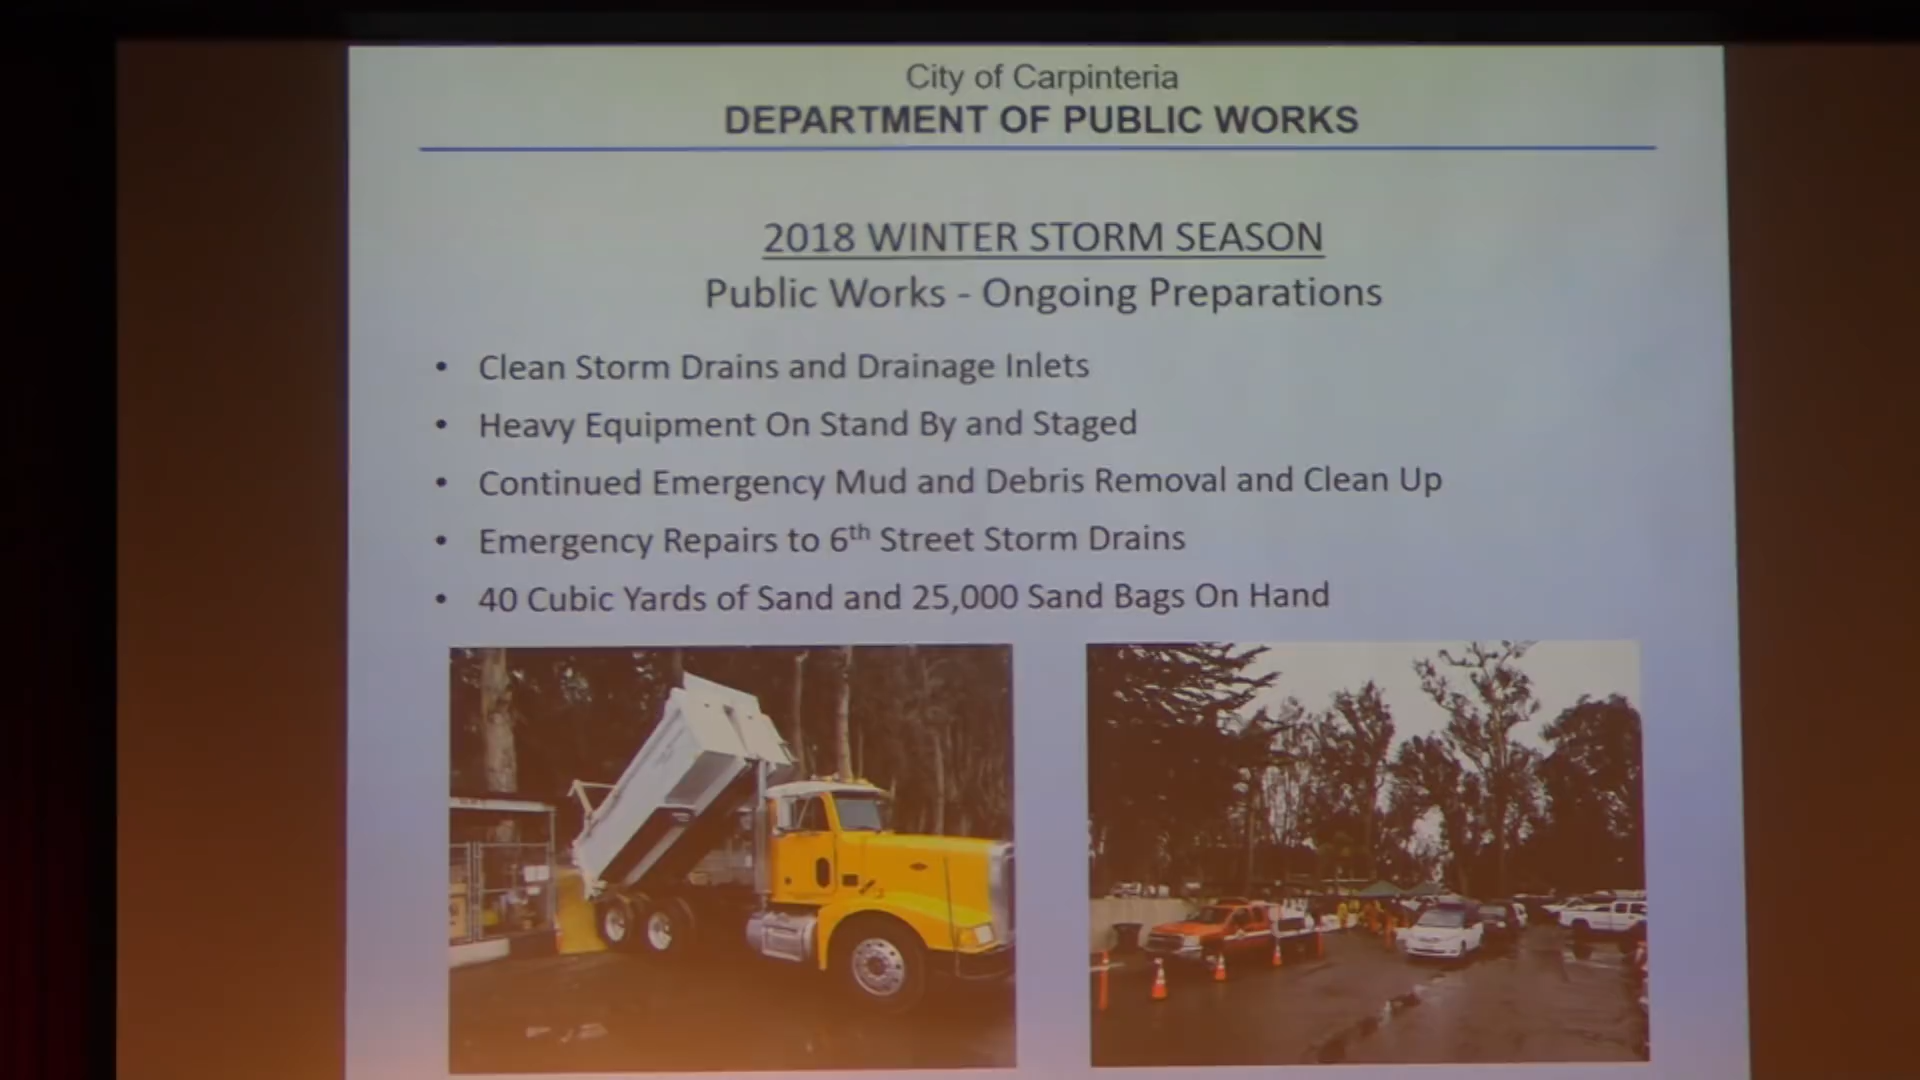 City of Carpinteria
DEPARTMENT OF PUBLIC WORKS
2018 WINTER STORM SEASON
Public Works - Ongoing Preparations
• Clean Storm Drains and Drainage Inlets
• Heavy Equipment On Stand By and Staged
• Continued Emergency Mud and Debris Removal and Clean Up
• Emergency Repairs to 6th Street Storm Drains
• 40 Cubic Yards of Sand and 25,000 Sand Bags On Hand